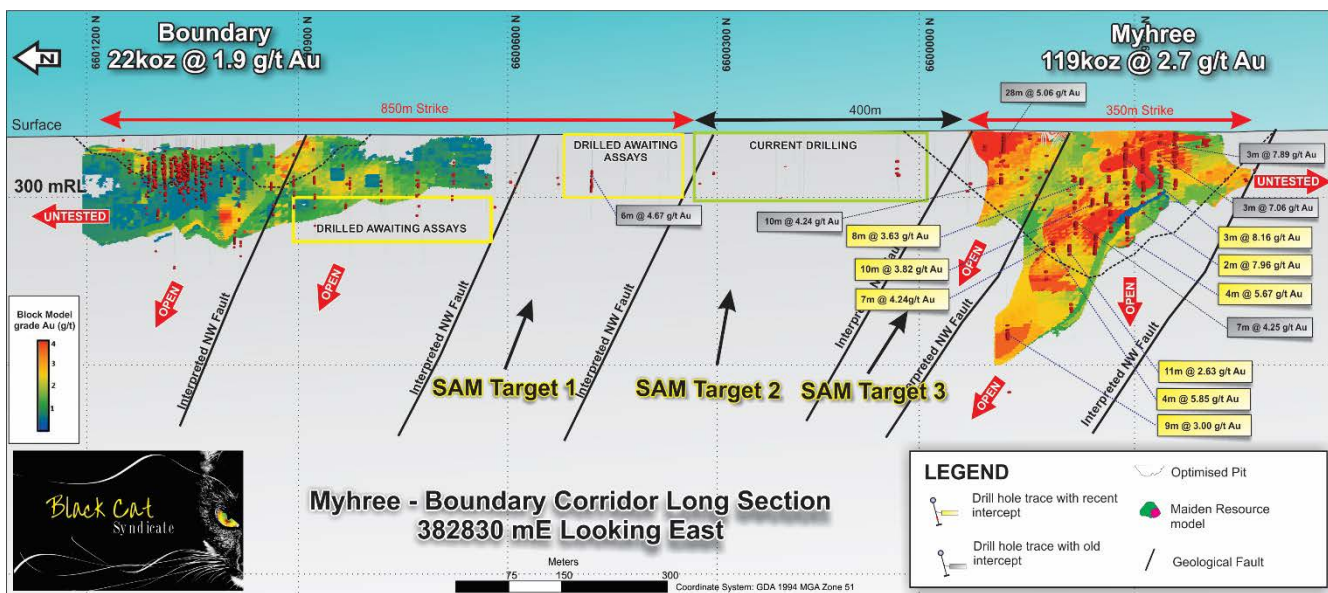 Boundary
22koz @ 1.9 g/t Au
Myhree
119koz @ 2.7 g/t Au
N
6601200 N
6600600 N
6600300 N
6600000 N
850m Strike
400m
350m Strike
Surface
300 mRL
28m @ 5.06 g/t Au
3m @ 7.89 g/t Au
UNTESTED
UNTESTED
DRILLED AWAITING
ASSAYS
CURRENT DRILLING
6m @ 4.67 g/t Au
10m @ 4.24 g/t Au
3m @ 7.06 g/t Au
DRILLED AWAITING ASSAYS
8m @ 3.63 g/t Au
3m @ 8.16 g/t Au
10m @ 3.82 g/t Au
2m @ 7.96 g/t Au
7m @ 4.24g/t Au
4m @ 5.67 g/t Au
7m @ 4.25 g/t Au
OPEN
OPEN
OPEN
OPEN
OPEN
Interpreted NW Fault
Interpreted NW Fault
Interpreted NW Fault
Interpreted NW Fault
Interpreted NW Fault
SAM Target 1
SAM Target 2
SAM Target 3
11m @ 2.63 g/t Au
4m @ 5.85 g/t Au
9m @ 3.00 g/t Au
Block Model
grade Au (g/t)
4
3
2
1
Black Cat
Syndicate
Myhree - Boundary Corridor Long Section
382830 mE Looking East
Meters
75 150 300
Coordinate System: GDA 1994 MGA Zone 51
LEGEND
Drill hole trace with recent
intercept
Drill hole trace with old
intercept
Optimised Pit
Maiden Resource
model
Geological Fault